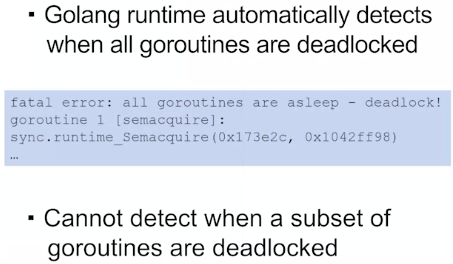 ▪ Golang runtime automatically detects
when all goroutines are deadlocked
fatal error: all goroutines are asleep - deadlock!
goroutine 1 [semacquire]:
sync.runtime_Semacquire(0x173e2c, 0x1042ff98)
…
▪ Cannot detect when a subset of
goroutines are deadlocked